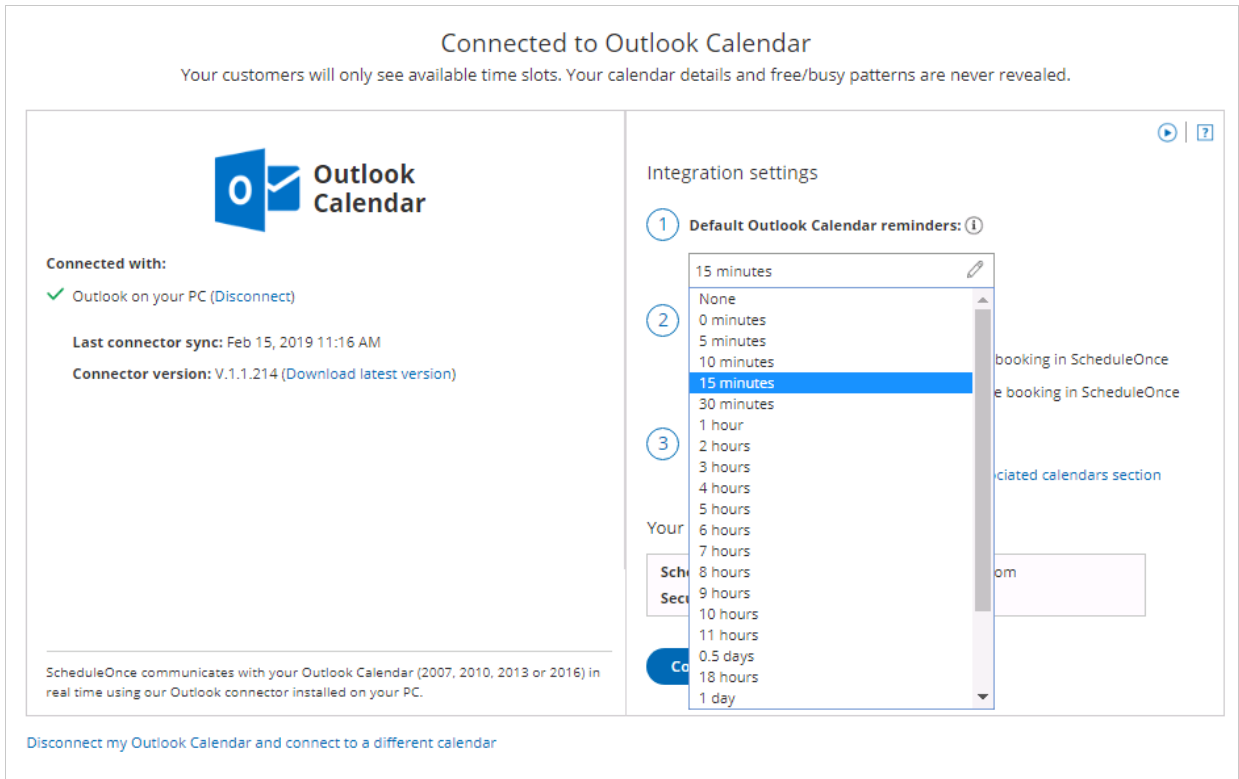 Connected to Outlook Calendar
Your customers will only see available time slots. Your calendar details and free/busy patterns are never revealed.
Outlook
Calendar
Connected with:
Outlook on your PC (Disconnect)
Last connector sync: Feb 15, 2019 11:16 AM
Connector version: V.1.1.214 (Download latest version)
ScheduleOnce communicates with your Outlook Calendar (2007, 2010, 2013 or 2016) in
real time using our Outlook connector installed on your PC.
Disconnect my Outlook Calendar and connect to a different calendar
?
Integration settings
1 Default Outlook Calendar reminders: i
15 minutes
None
2 0 minutes
5 minutes
10 minutes booking in ScheduleOnce
15 minutes
30 minutes booking in ScheduleOnce
1 hour
3 2 hours
3 hours
4 hours calendars section
5 hours
Your 6 hours
7 hours
8 hours
9 hours
10 hours
11 hours
0.5 days
18 hours
1 day